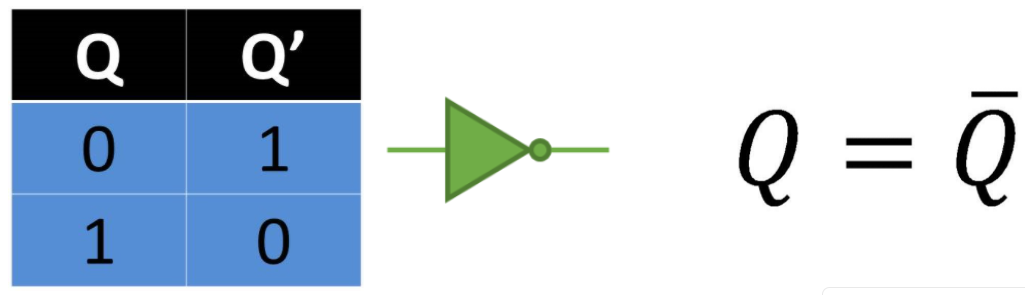 Q Q’
0 1
1 0
Q = Q̅